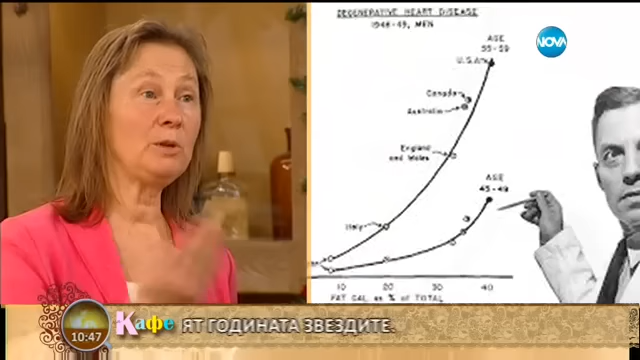 DEGENERATIVE HEART DISEASE
1948-49, MEN
NOVA
AGE
55-59
U.S.A.
Canada
Australia
England
and Wales
AGE
45-49
Italy
10 20 30 40
FAT CAL as % of TOTAL
10:47 Кафе ЯТ ГОДИНАТА ЗВЕЗДИТЕ.